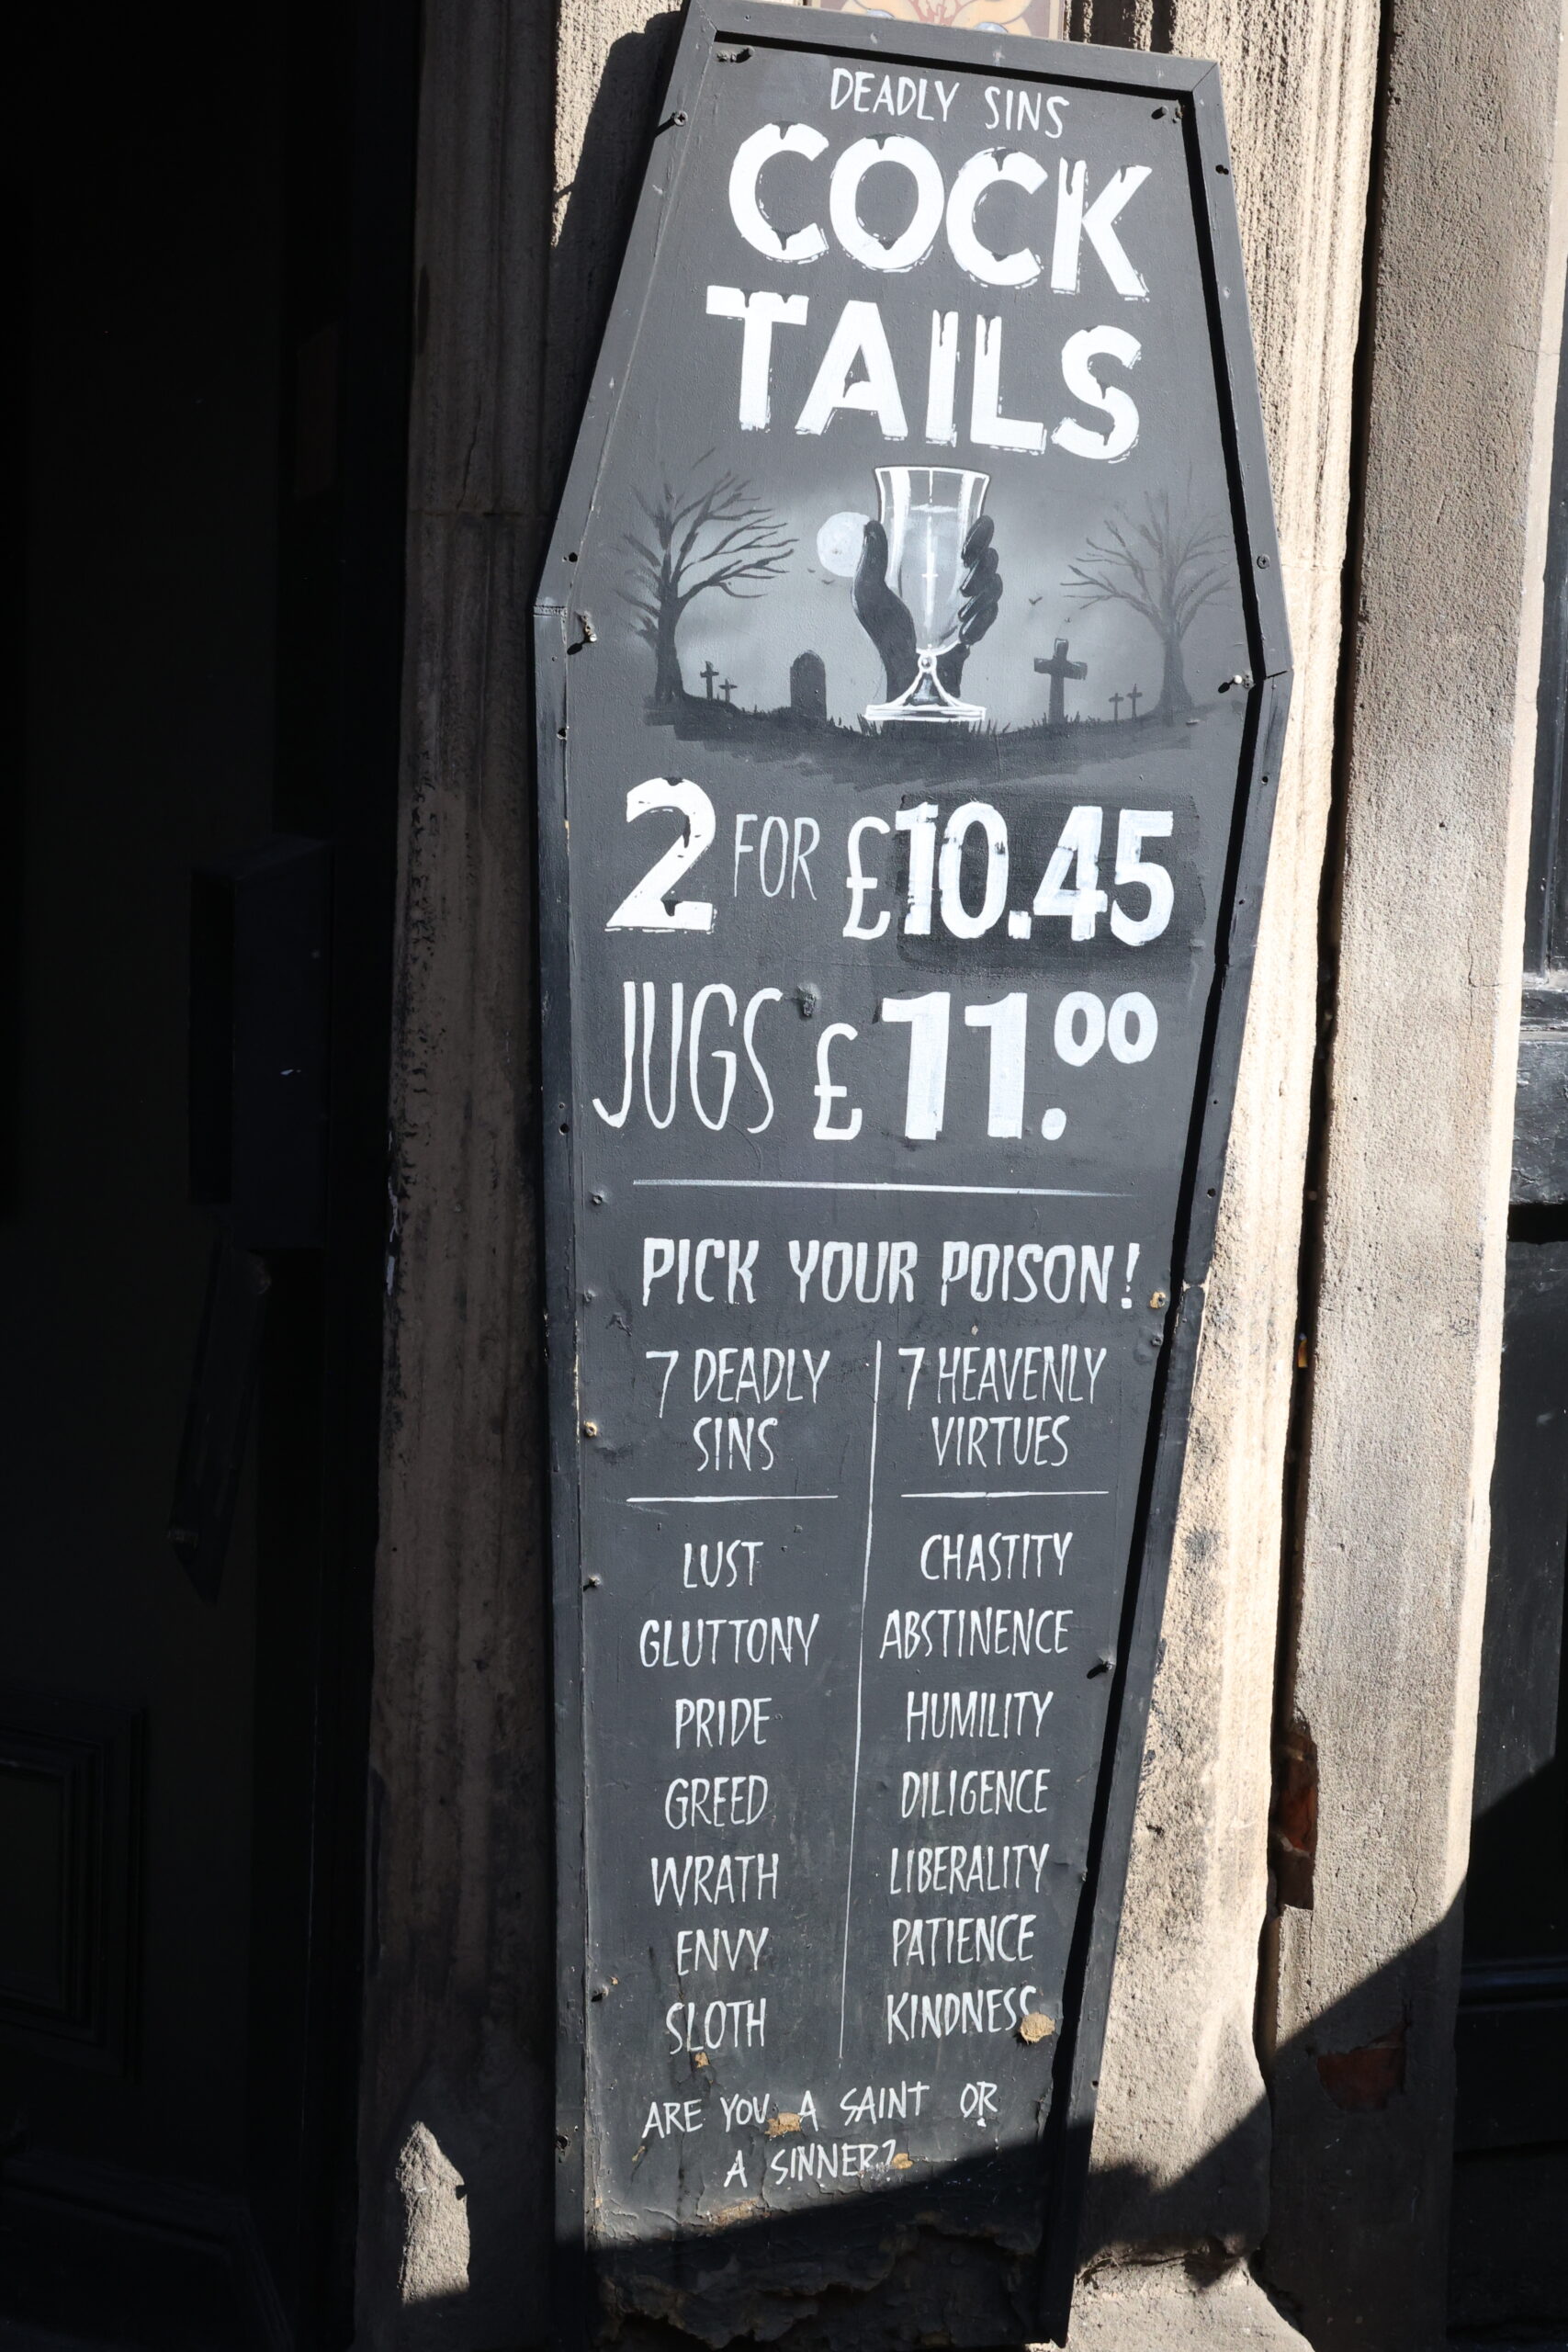 DEADLY SINS
COCK
TAILS
2 FOR £10.45
JUGS £11.00
PICK YOUR POISON!
7 DEADLY
SINS
LUST
GLUTTONY
PRIDE
GREED
WRATH
ENVY
SLOTH
7 HEAVENLY
VIRTUES
CHASTITY
ABSTINENCE
HUMILITY
DILIGENCE
LIBERALITY
PATIENCE
KINDNESS
ARE YOU A SAINT OR
A SINNER?